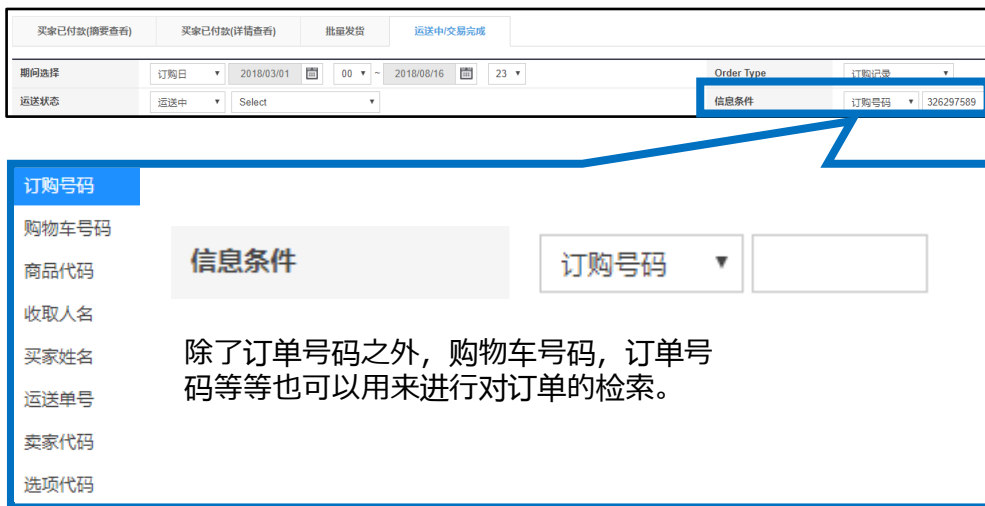 买家已付款(摘要查看) 买家已付款(详情查看) 批量发货 运送中/交易完成
期间选择 订购日 2018/03/01 00 ~ 2018/08/16 23 Order Type 订购记录
运送状态 运送中 Select 信息条件 订购号码 326297589
订购号码
购物车号码
商品代码
收取人名
买家姓名
运送单号
卖家代码
选项代码
信息条件 订购号码
除了订单号码之外，购物车号码，订单号
码等等也可以用来进行对订单的检索。